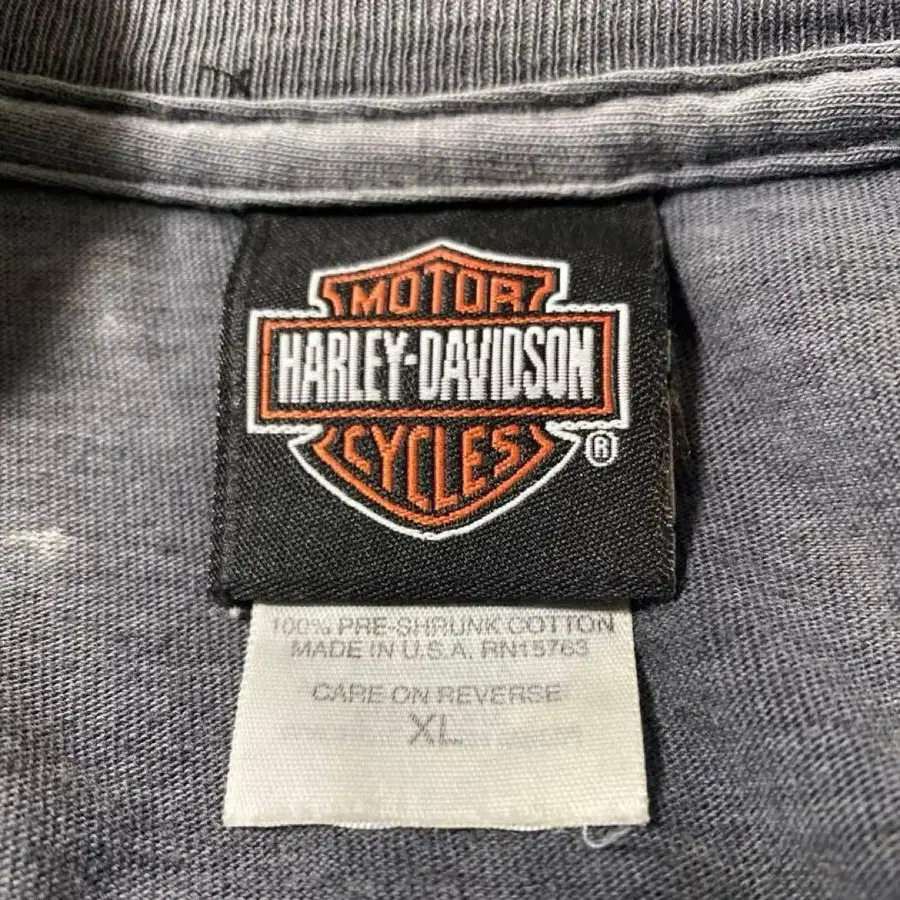 MOTOR
HARLEY-DAVIDSON
CYCLES
®
100% PRE-SHRUNK COTTON
MADE IN U.S.A. RN15763
CARE ON REVERSE
XL